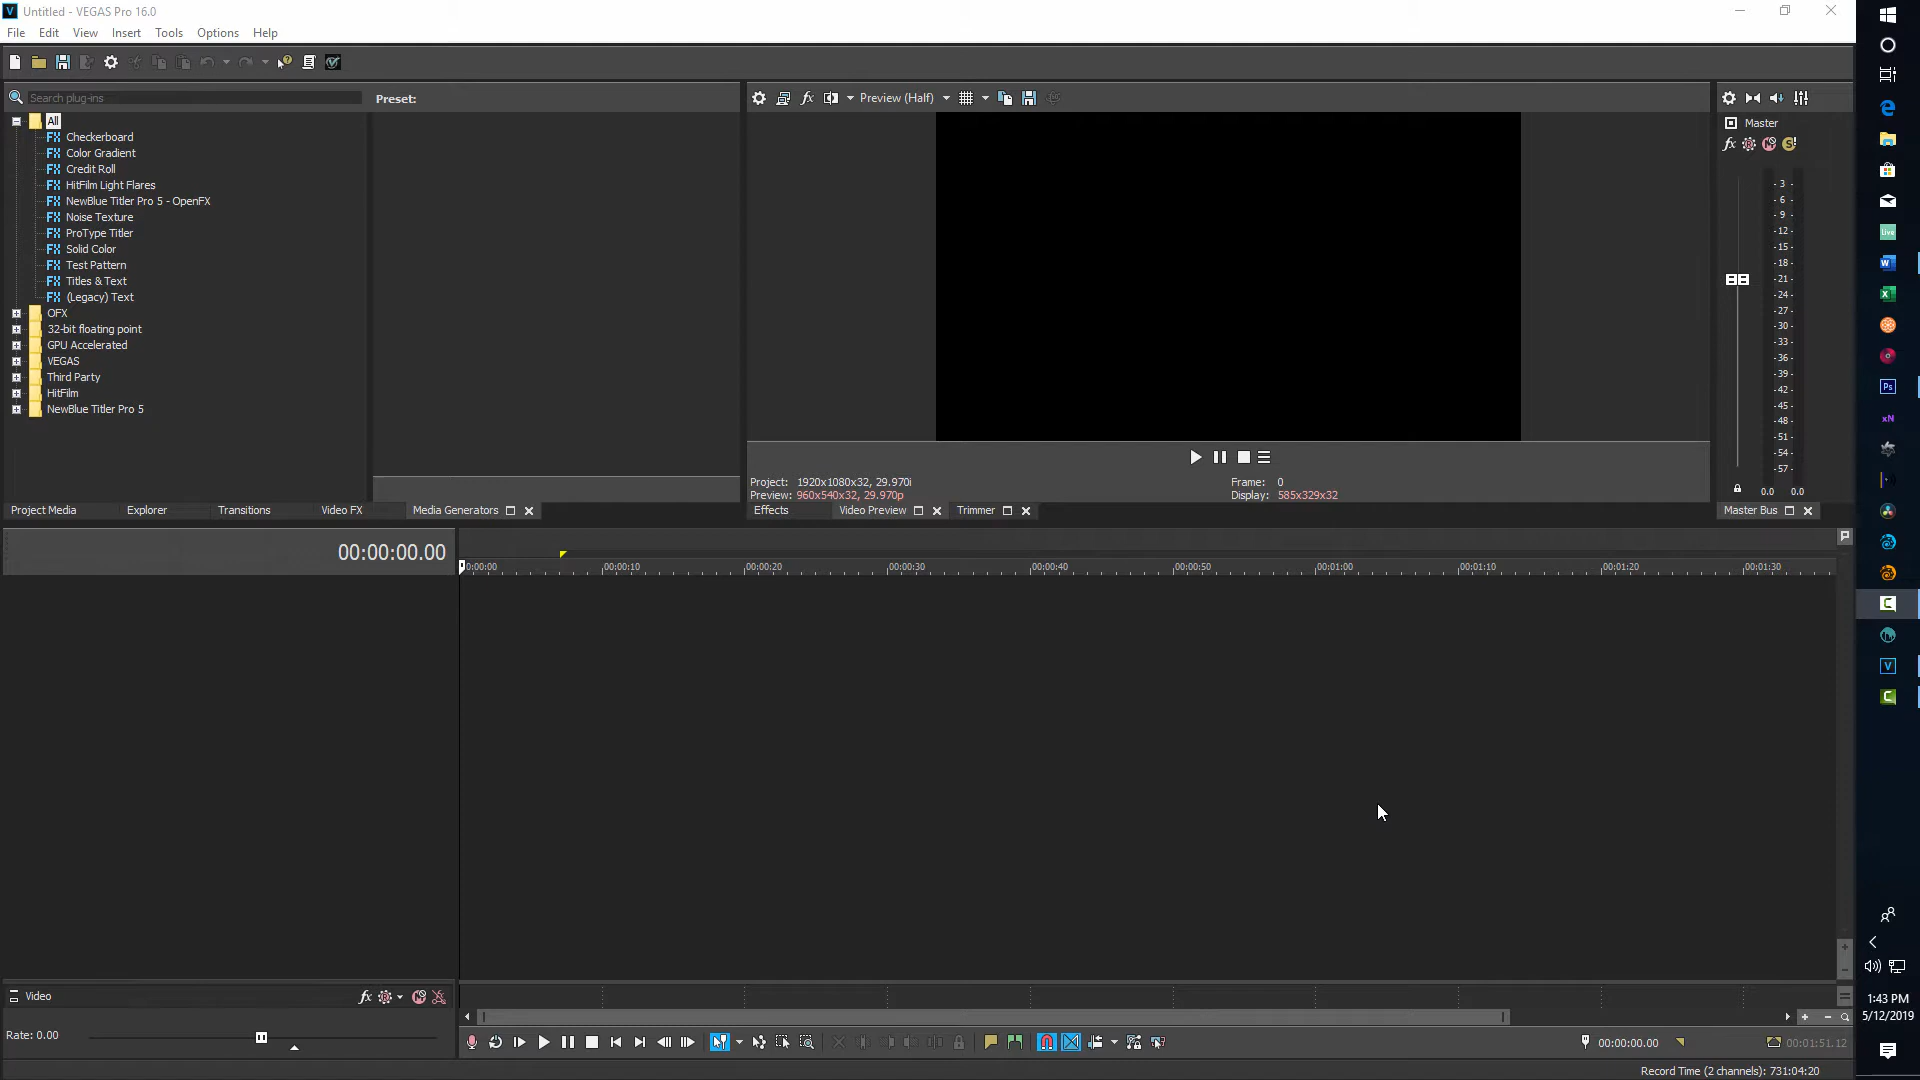 Untitled - VEGAS Pro 16.0
File Edit View Insert Tools Options Help
Search plug-ins
Preset:
All
Checkerboard
Color Gradient
Credit Roll
HitFilm Light Flares
NewBlue Titler Pro 5 - OpenFX
Noise Texture
ProType Titler
Solid Color
Test Pattern
Titles & Text
(Legacy) Text
OFX
32-bit floating point
GPU Accelerated
VEGAS
Third Party
HitFilm
NewBlue Titler Pro 5
Project Media Explorer Transitions Video FX Media Generators
Preview (Half)
Project: 1920x1080x32, 29.970i
Preview: 960x540x32, 29.970p
Frame: 0
Display: 585x329x32
Effects Video Preview Trimmer
Master
- 3 -
- 6 -
- 9 -
- 12 -
- 15 -
- 18 -
- 21 -
- 24 -
- 27 -
- 30 -
- 33 -
- 36 -
- 39 -
- 42 -
- 45 -
- 48 -
- 51 -
- 54 -
- 57 -
0.0 0.0
Master Bus
00:00:00.00
0:00:00 00:00:10 00:00:20 00:00:30 00:00:40 00:00:50 00:01:00 00:01:10 00:01:20 00:01:30
Video
Rate: 0.00
00:00:00.00
00:01:51.12
Record Time (2 channels): 731:04:20
Live
Ps
xN
1:43 PM
5/12/2019